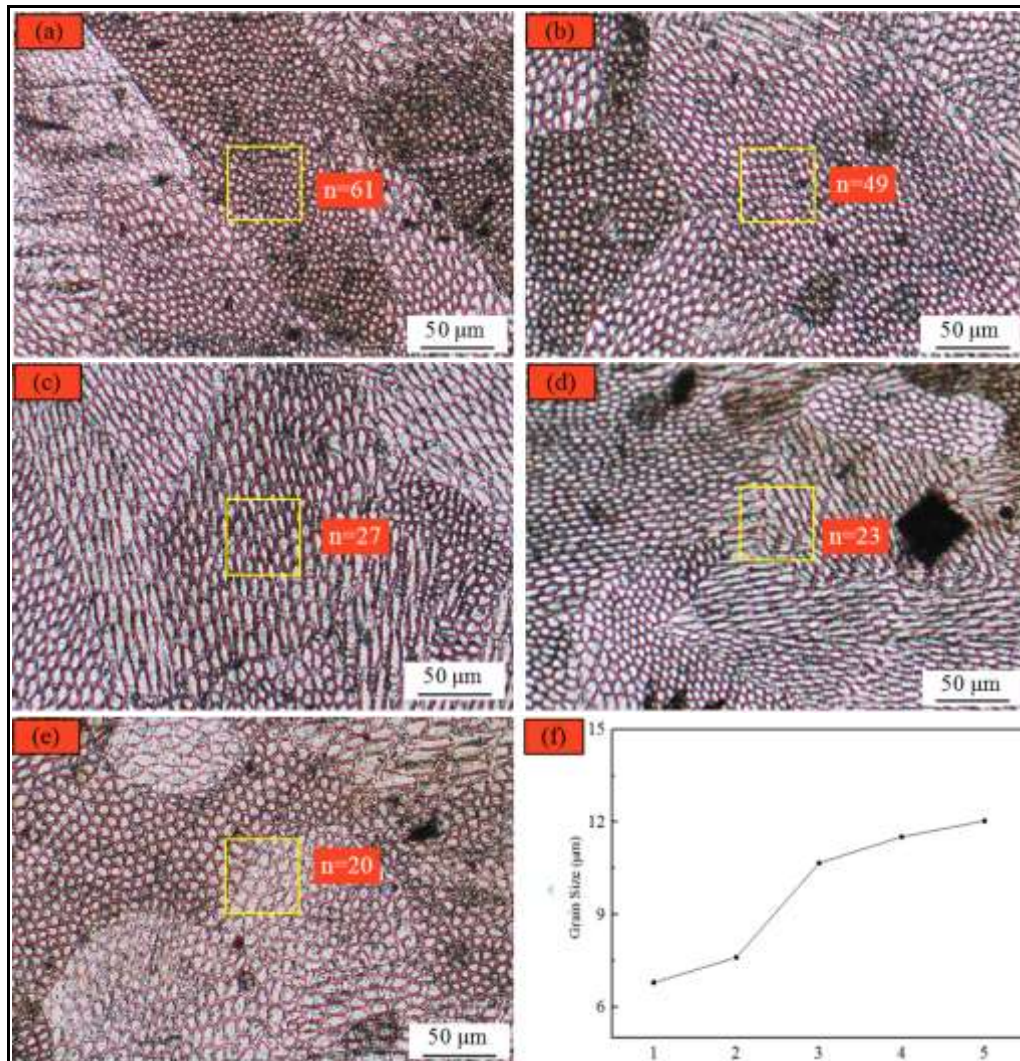 (a)
n=61
50 μm
(b)
n=49
50 μm
(c)
n=27
50 μm
(d)
n=23
50 μm
(e)
n=20
50 μm
(f)
15
12
9
6
Grain Size (μm)
1
2
3
4
5